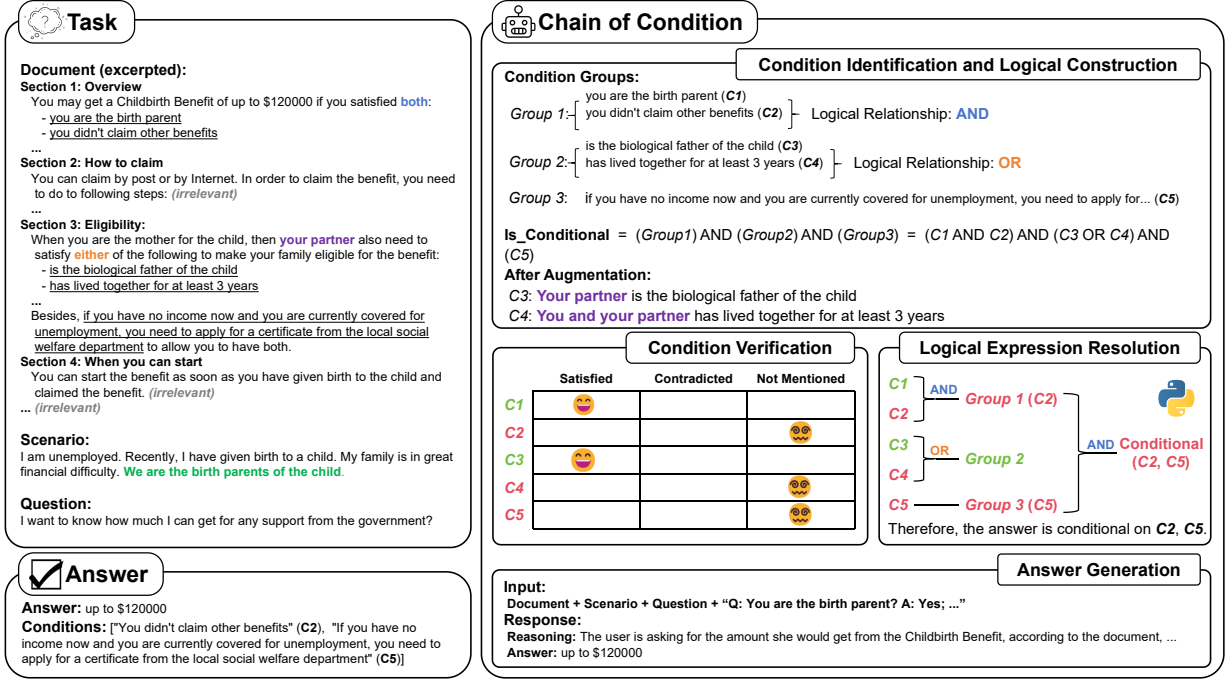 Task
Document (excerpted):
Section 1: Overview
You may get a Childbirth Benefit of up to $120000 if you satisfied both:
- you are the birth parent
- you didn't claim other benefits
...
Section 2: How to claim
You can claim by post or by Internet. In order to claim the benefit, you need
to do to following steps: (irrelevant)
...
Section 3: Eligibility:
When you are the mother for the child, then your partner also need to
satisfy either of the following to make your family eligible for the benefit:
- is the biological father of the child
- has lived together for at least 3 years
...
Besides, if you have no income now and you are currently covered for
unemployment, you need to apply for a certificate from the local social
welfare department to allow you to have both.
Section 4: When you can start
You can start the benefit as soon as you have given birth to the child and
claimed the benefit. (irrelevant)
... (irrelevant)
Scenario:
I am unemployed. Recently, I have given birth to a child. My family is in great
financial difficulty. We are the birth parents of the child.
Question:
I want to know how much I can get for any support from the government?
Answer
Answer: up to $120000
Conditions: ["You didn't claim other benefits" (C2), "If you have no
income now and you are currently covered for unemployment, you need to
apply for a certificate from the local social welfare department" (C5)]
Chain of Condition
Condition Identification and Logical Construction
Condition Groups:
Group 1:
you are the birth parent (C1)
you didn't claim other benefits (C2)
Logical Relationship: AND
Group 2:
is the biological father of the child (C3)
has lived together for at least 3 years (C4)
Logical Relationship: OR
Group 3: if you have no income now and you are currently covered for unemployment, you need to apply for... (C5)
Is_Conditional = (Group1) AND (Group2) AND (Group3) = (C1 AND C2) AND (C3 OR C4) AND
(C5)
After Augmentation:
C3: Your partner is the biological father of the child
C4: You and your partner has lived together for at least 3 years
Condition Verification
Satisfied Contradicted Not Mentioned
C1
C2
C3
C4
C5
Logical Expression Resolution
C1
AND
Group 1 (C2)
C2
C3
OR
Group 2
C4
AND Conditional
(C2, C5)
C5 Group 3 (C5)
Therefore, the answer is conditional on C2, C5.
Answer Generation
Input:
Document + Scenario + Question + “Q: You are the birth parent? A: Yes; ...”
Response:
Reasoning: The user is asking for the amount she would get from the Childbirth Benefit, according to the document, ...
Answer: up to $120000